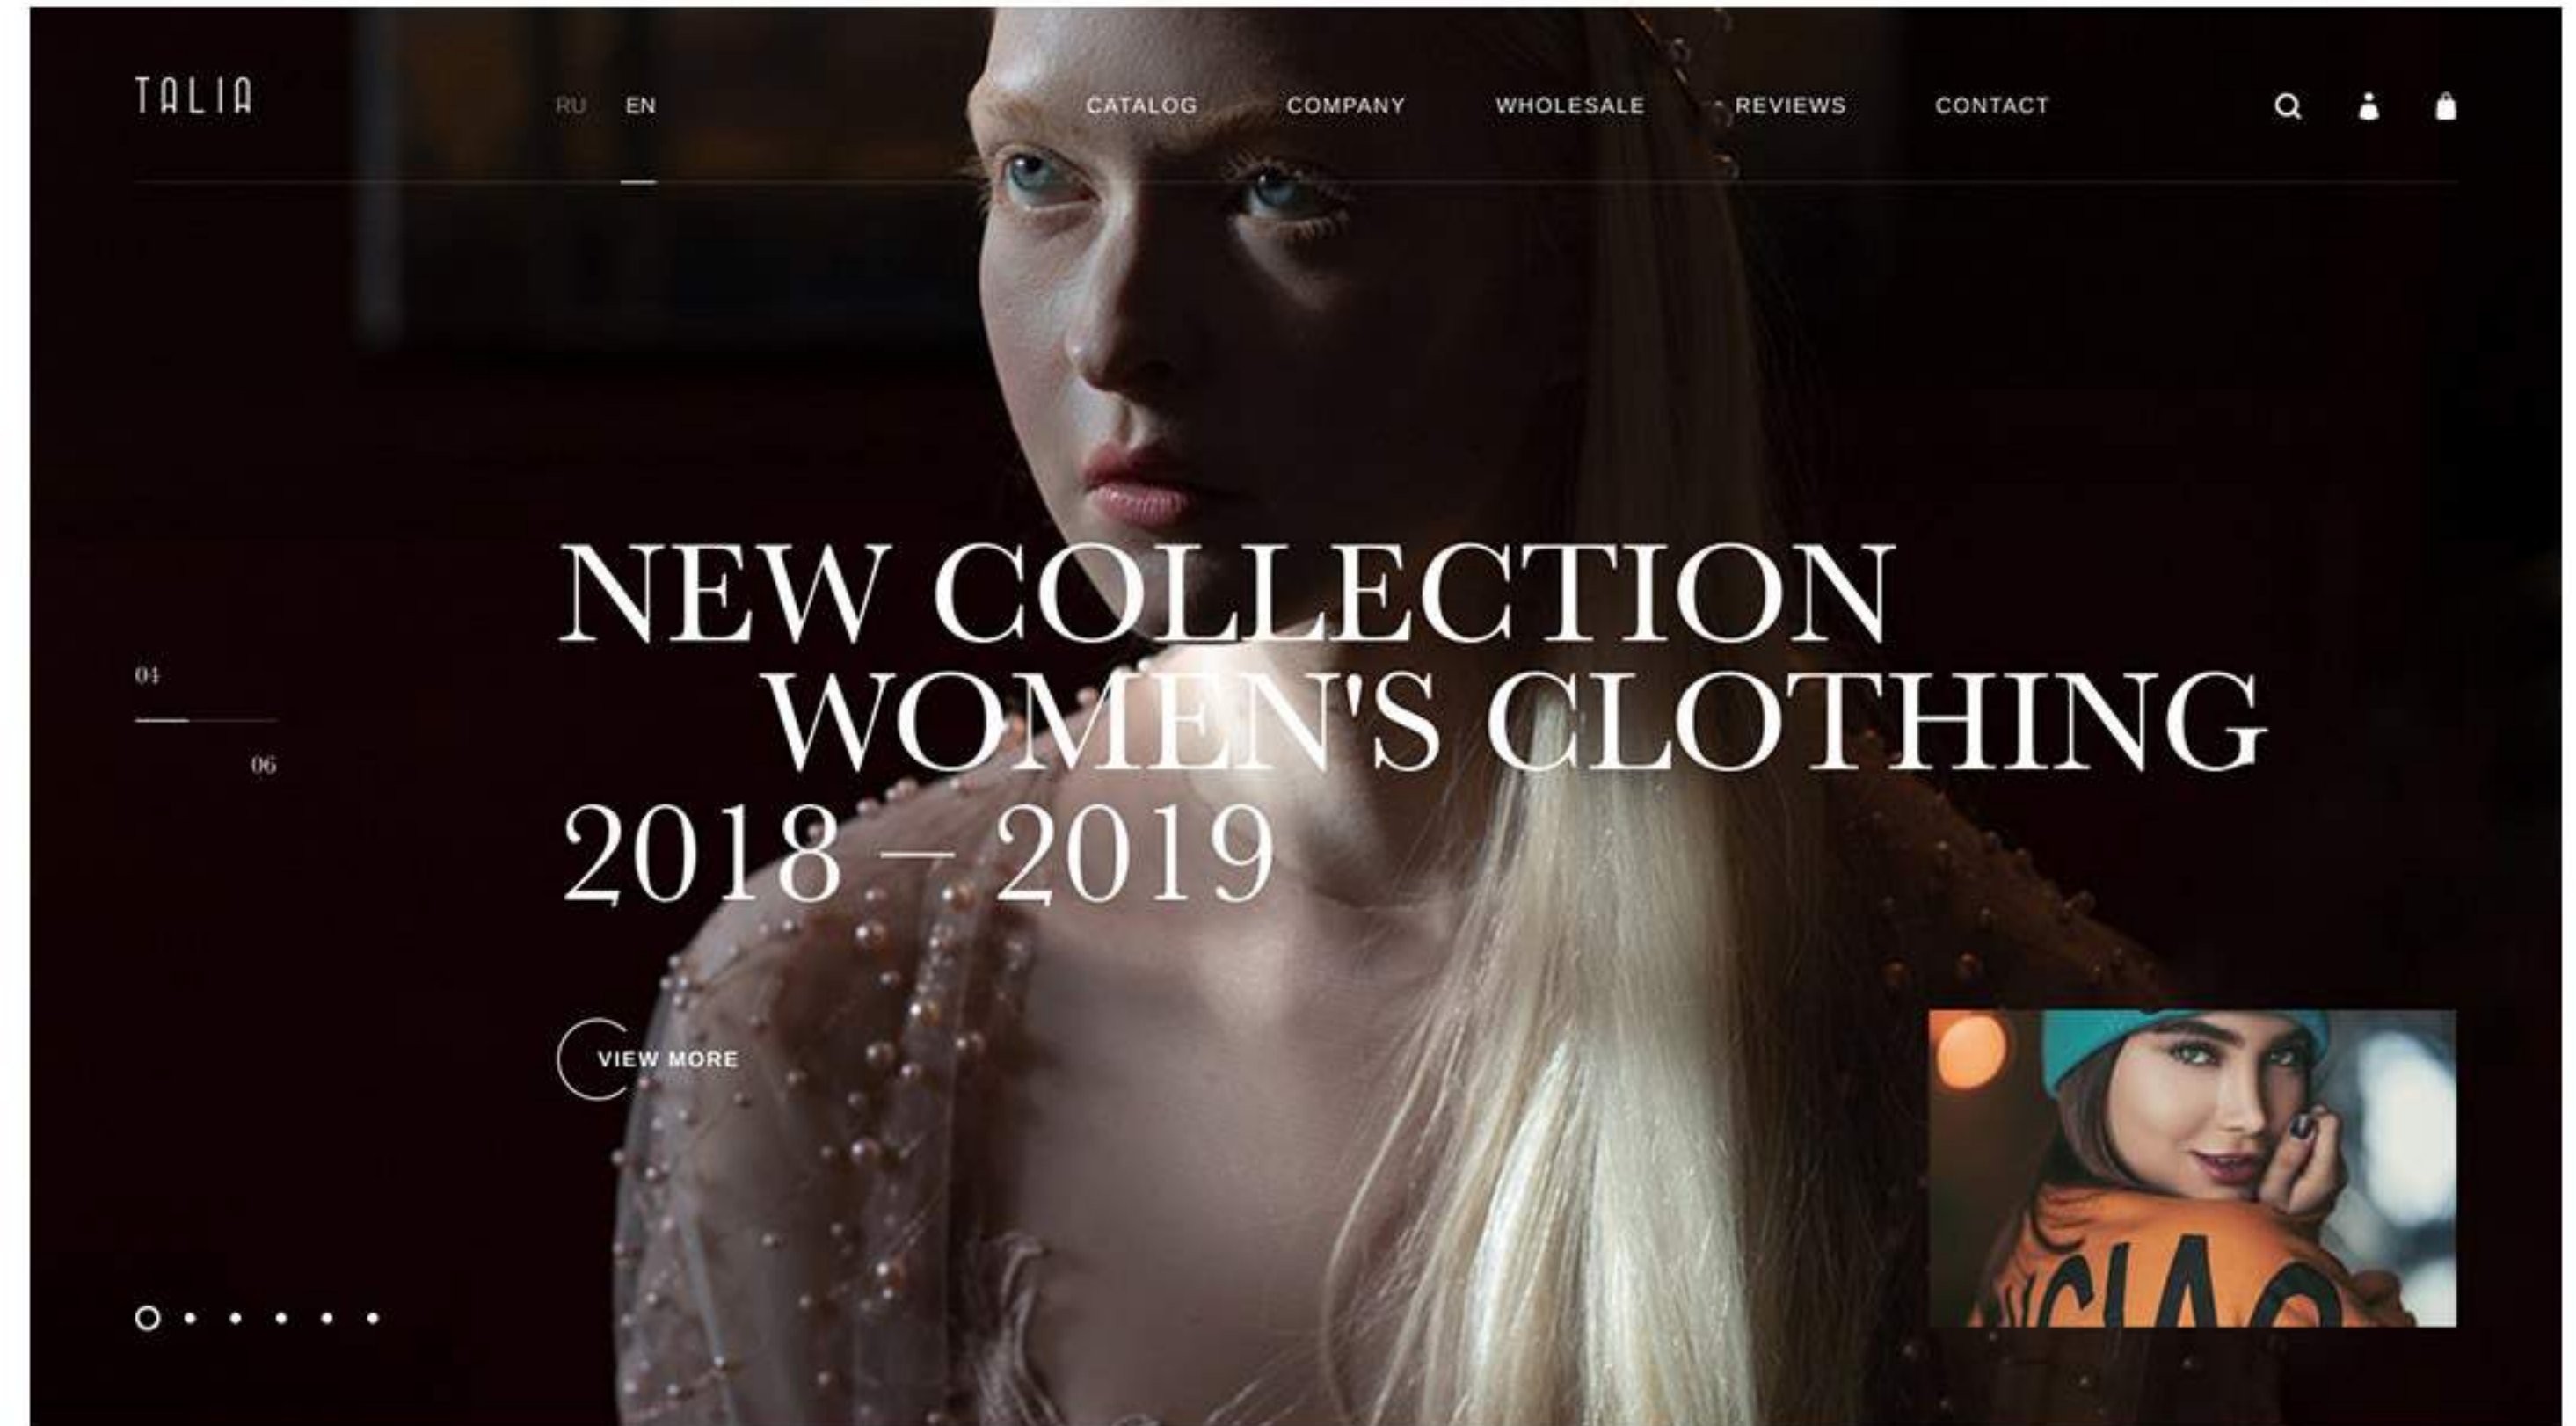 TALIA
RU EN
CATALOG COMPANY WHOLESALE REVIEWS CONTACT
NEW COLLECTION
WOMEN'S CLOTHING
2018 — 2019
04
06
VIEW MORE